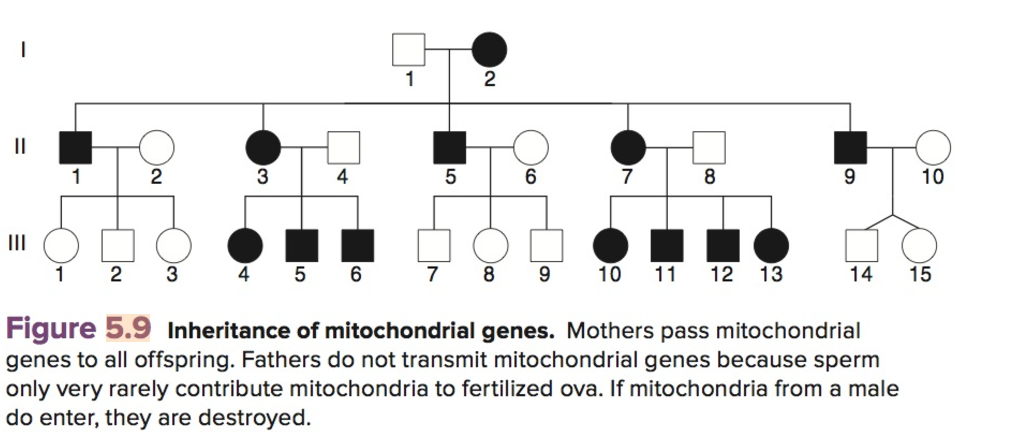 I
1 2
II
1 2 3 4 5 6 7 8 9 10
III
1 2 3 4 5 6 7 8 9 10 11 12 13 14 15
Figure 5.9 Inheritance of mitochondrial genes. Mothers pass mitochondrial
genes to all offspring. Fathers do not transmit mitochondrial genes because sperm
only very rarely contribute mitochondria to fertilized ova. If mitochondria from a male
do enter, they are destroyed.